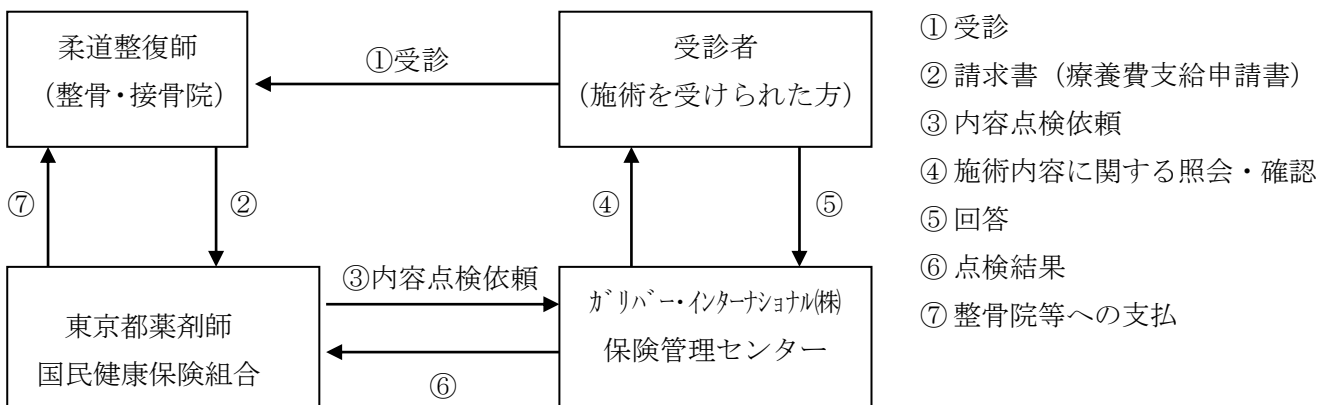 柔道整復師
（整骨・接骨院）
①受診
受診者
（施術を受けられた方）
⑦
②
④
⑤
東京都薬剤師
国民健康保険組合
③内容点検依頼
⑥
ｶﾞﾘﾊﾞｰ・ｲﾝﾀｰﾅｼｮﾅﾙ㈱
保険管理センター
① 受診
② 請求書（療養費支給申請書）
③ 内容点検依頼
④ 施術内容に関する照会・確認
⑤ 回答
⑥ 点検結果
⑦ 整骨院等への支払